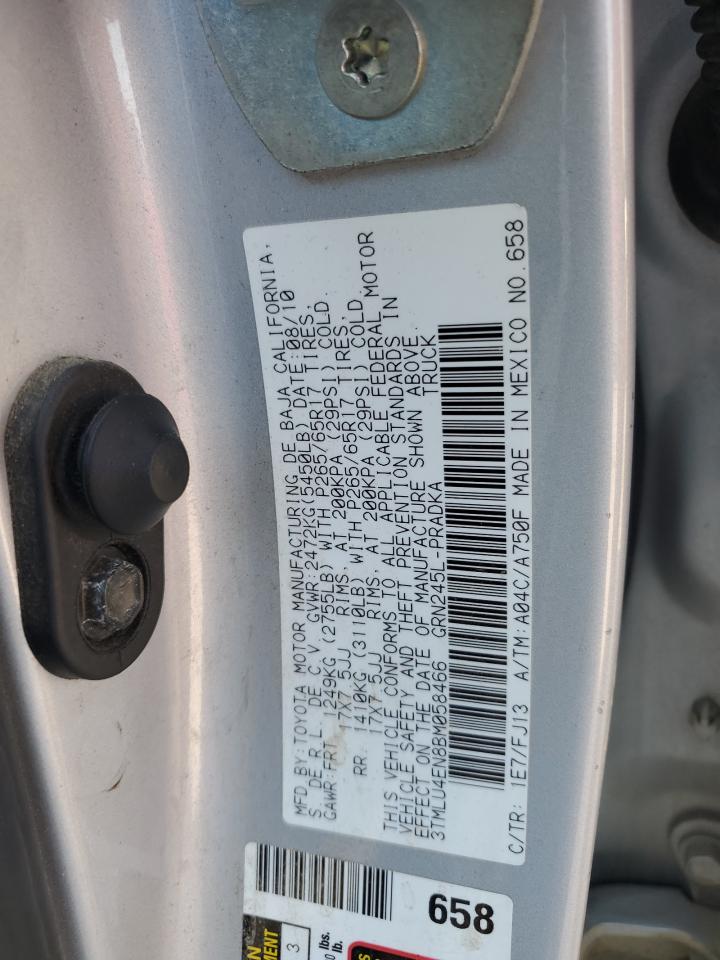 MFD BY:TOYOTA MOTOR MANUFACTURING DE BAJA CALIFORNIA,
S. DE R.L. DE C.V. GVWR:2472KG(5450LB) DATE:08/10
GAWR:FRT. 1249KG (2755LB) WITH P265/65R17 TIRES,
17X7.5JJ RIMS, AT 200KPA (29PSI) COLD.
RR. 1410KG (3110LB) WITH P265/65R17 TIRES,
17X7.5JJ RIMS, AT 200KPA (29PSI) COLD.
THIS VEHICLE CONFORMS TO ALL APPLICABLE FEDERAL MOTOR
VEHICLE SAFETY AND THEFT PREVENTION STANDARDS IN
EFFECT ON THE DATE OF MANUFACTURE SHOWN ABOVE.
3TMLU4EN8BM058466 GRN245L-PRADKA TRUCK
C/TR: 1E7/FJ13 A/TM: A04C/A750F MADE IN MEXICO NO.658
658
3
lbs.
lb.